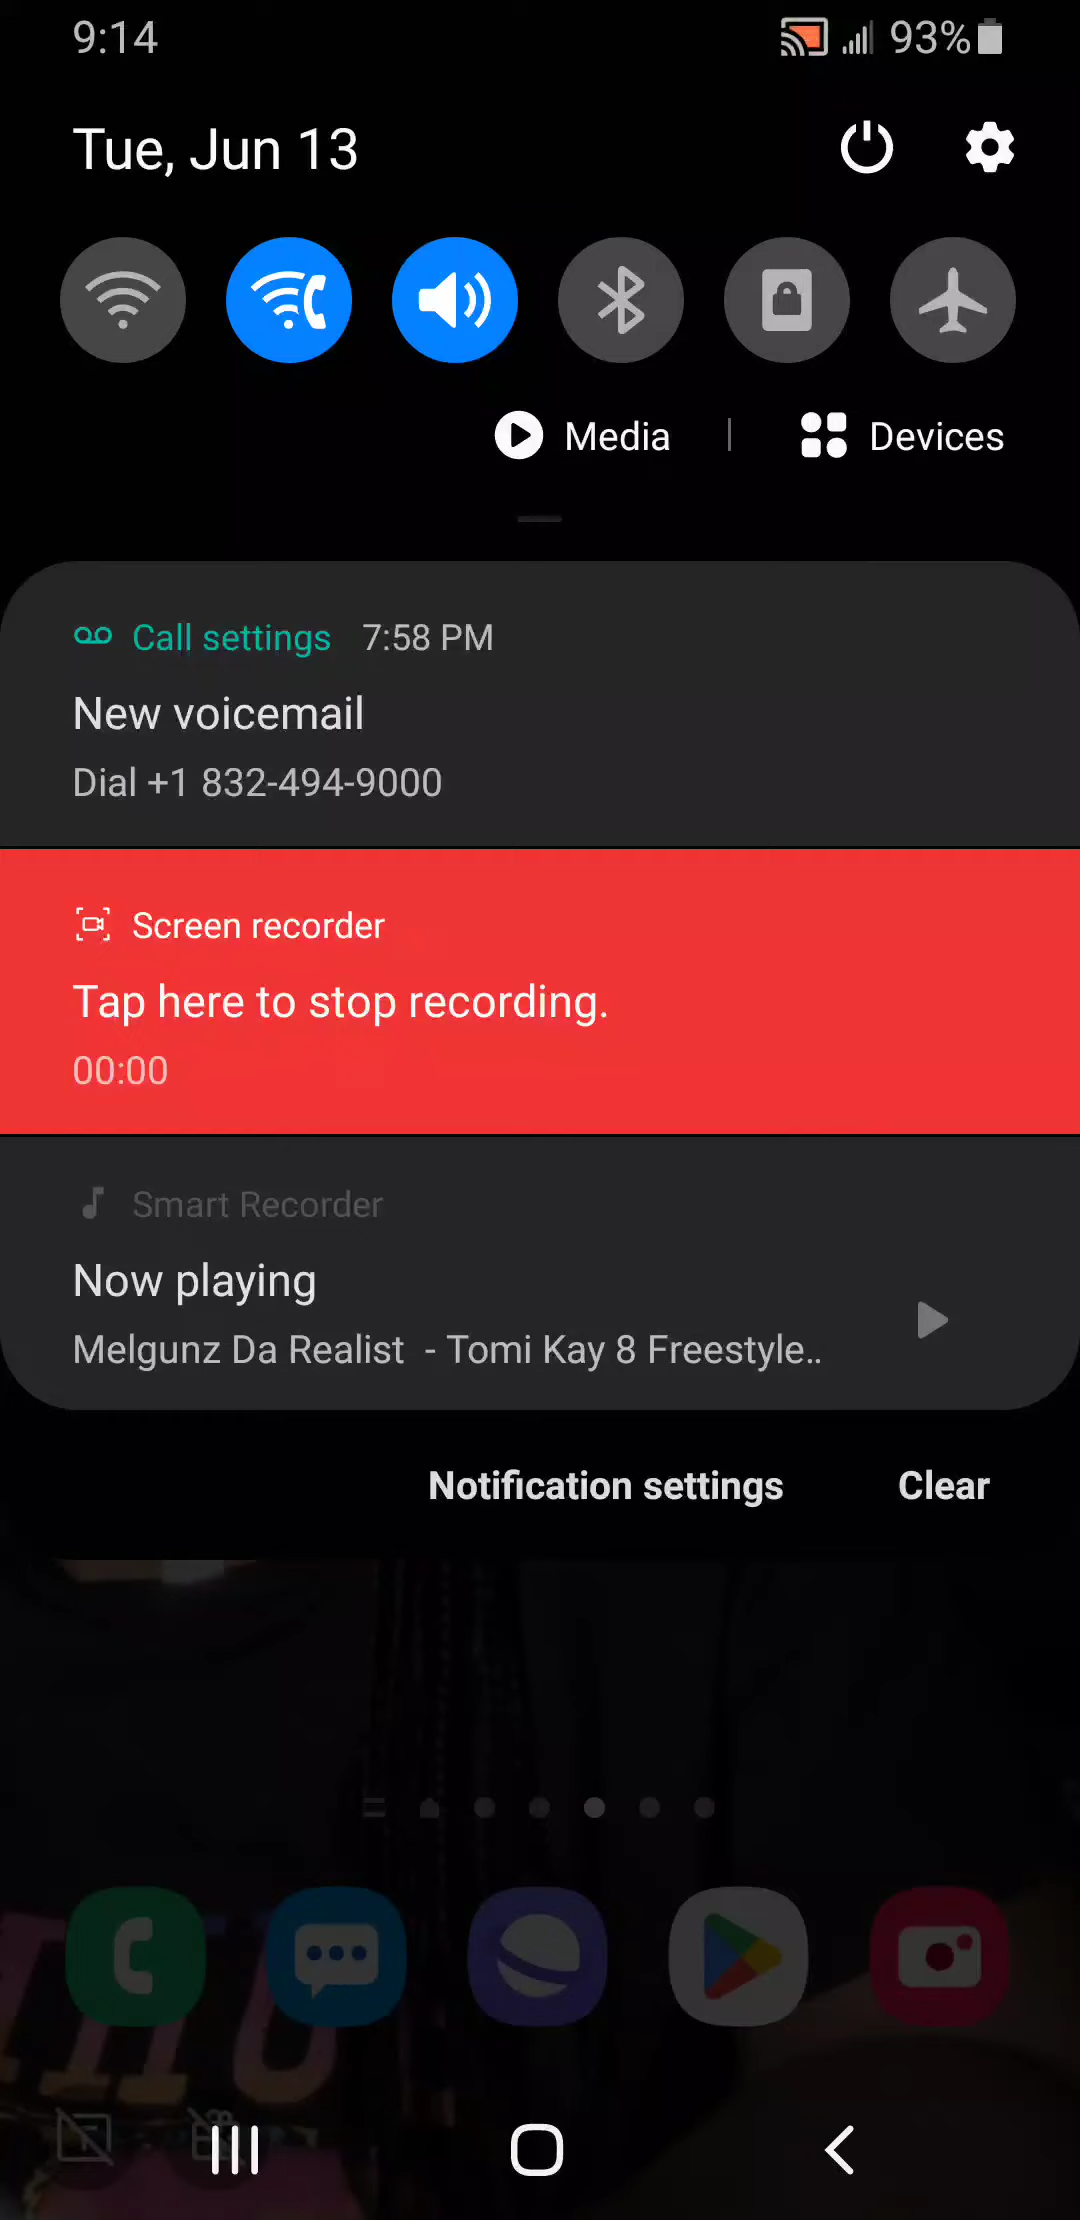 9:14
93%
Tue, Jun 13
Media | Devices
Call settings 7:58 PM
New voicemail
Dial +1 832-494-9000
Screen recorder
Tap here to stop recording.
00:00
Smart Recorder
Now playing
Melgunz Da Realist - Tomi Kay 8 Freestyle..
Notification settings
Clear